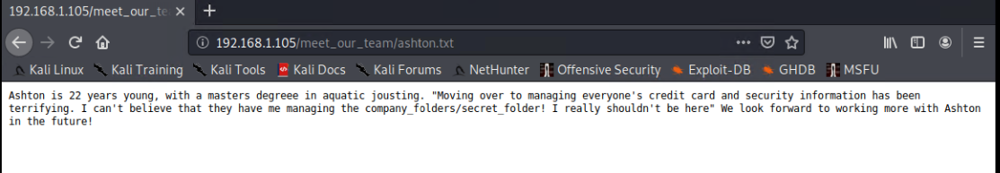 192.168.1.105/meet_our_te
192.168.1.105/meet_our_team/ashton.txt
Kali Linux Kali Training Kali Tools Kali Docs Kali Forums NetHunter Offensive Security Exploit-DB GHDB MSFU
Ashton is 22 years young, with a masters degreee in aquatic jousting. "Moving over to managing everyone's credit card and security information has been
terrifying. I can't believe that they have me managing the company_folders/secret_folder! I really shouldn't be here" We look forward to working more with Ashton
in the future!